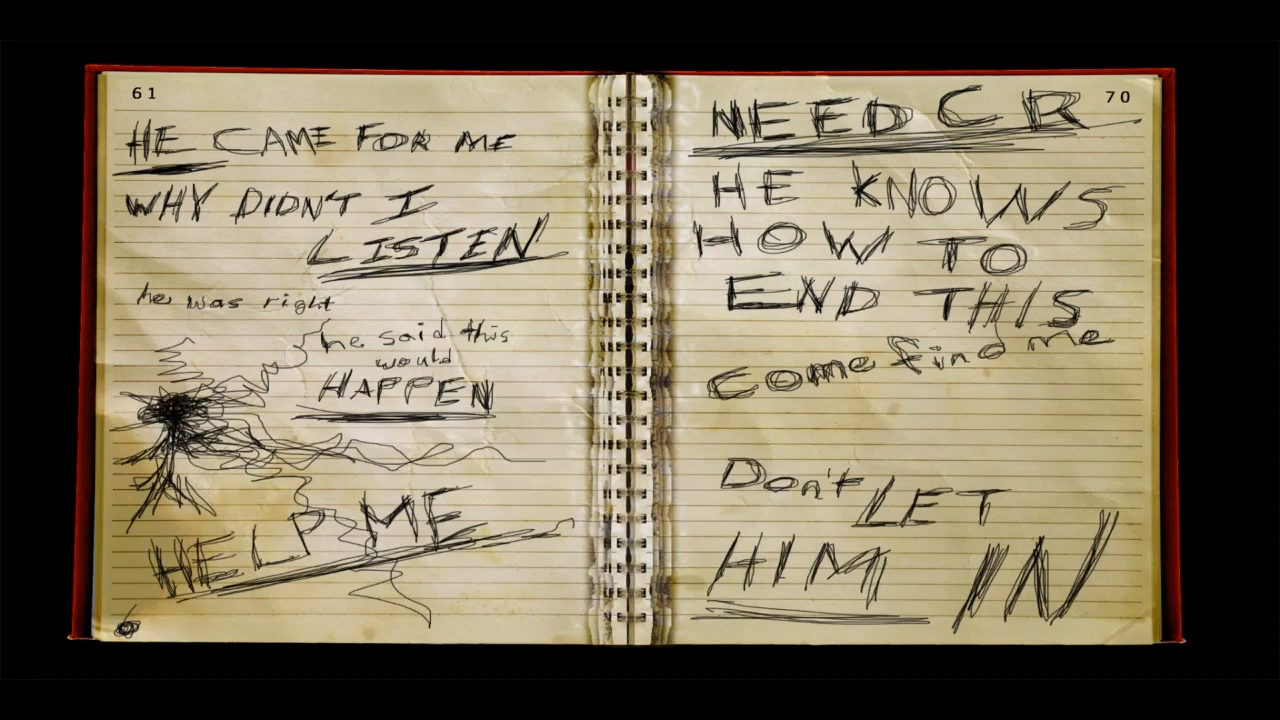 61
HE CAME FOR ME
WHY DIDN'T I
LISTEN
he was right
he said this
would
HAPPEN
HELP ME
70
NEED CR
HE KNOWS
HOW TO
END THIS
come find me
Don't LET
HIM IN